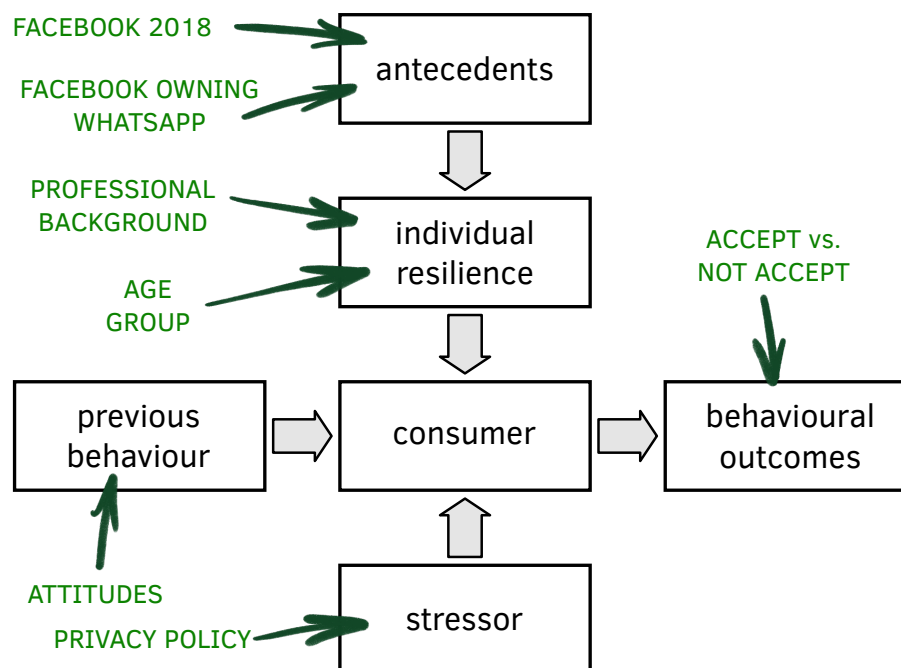 FACEBOOK 2018
antecedents
FACEBOOK OWNING
WHATSAPP
PROFESSIONAL
BACKGROUND
individual
resilience
AGE
GROUP
ACCEPT vs.
NOT ACCEPT
previous
behaviour
consumer
behavioural
outcomes
ATTITUDES
PRIVACY POLICY
stressor